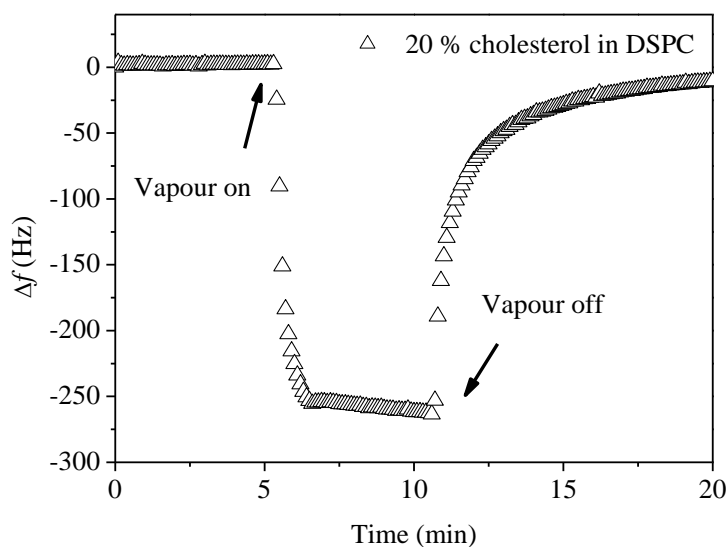 △ 20 % cholesterol in DSPC
0
-50
Vapour on
-100
Δf (Hz)
-150
Vapour off
-200
-250
-300
0 5 10 15 20
Time (min)